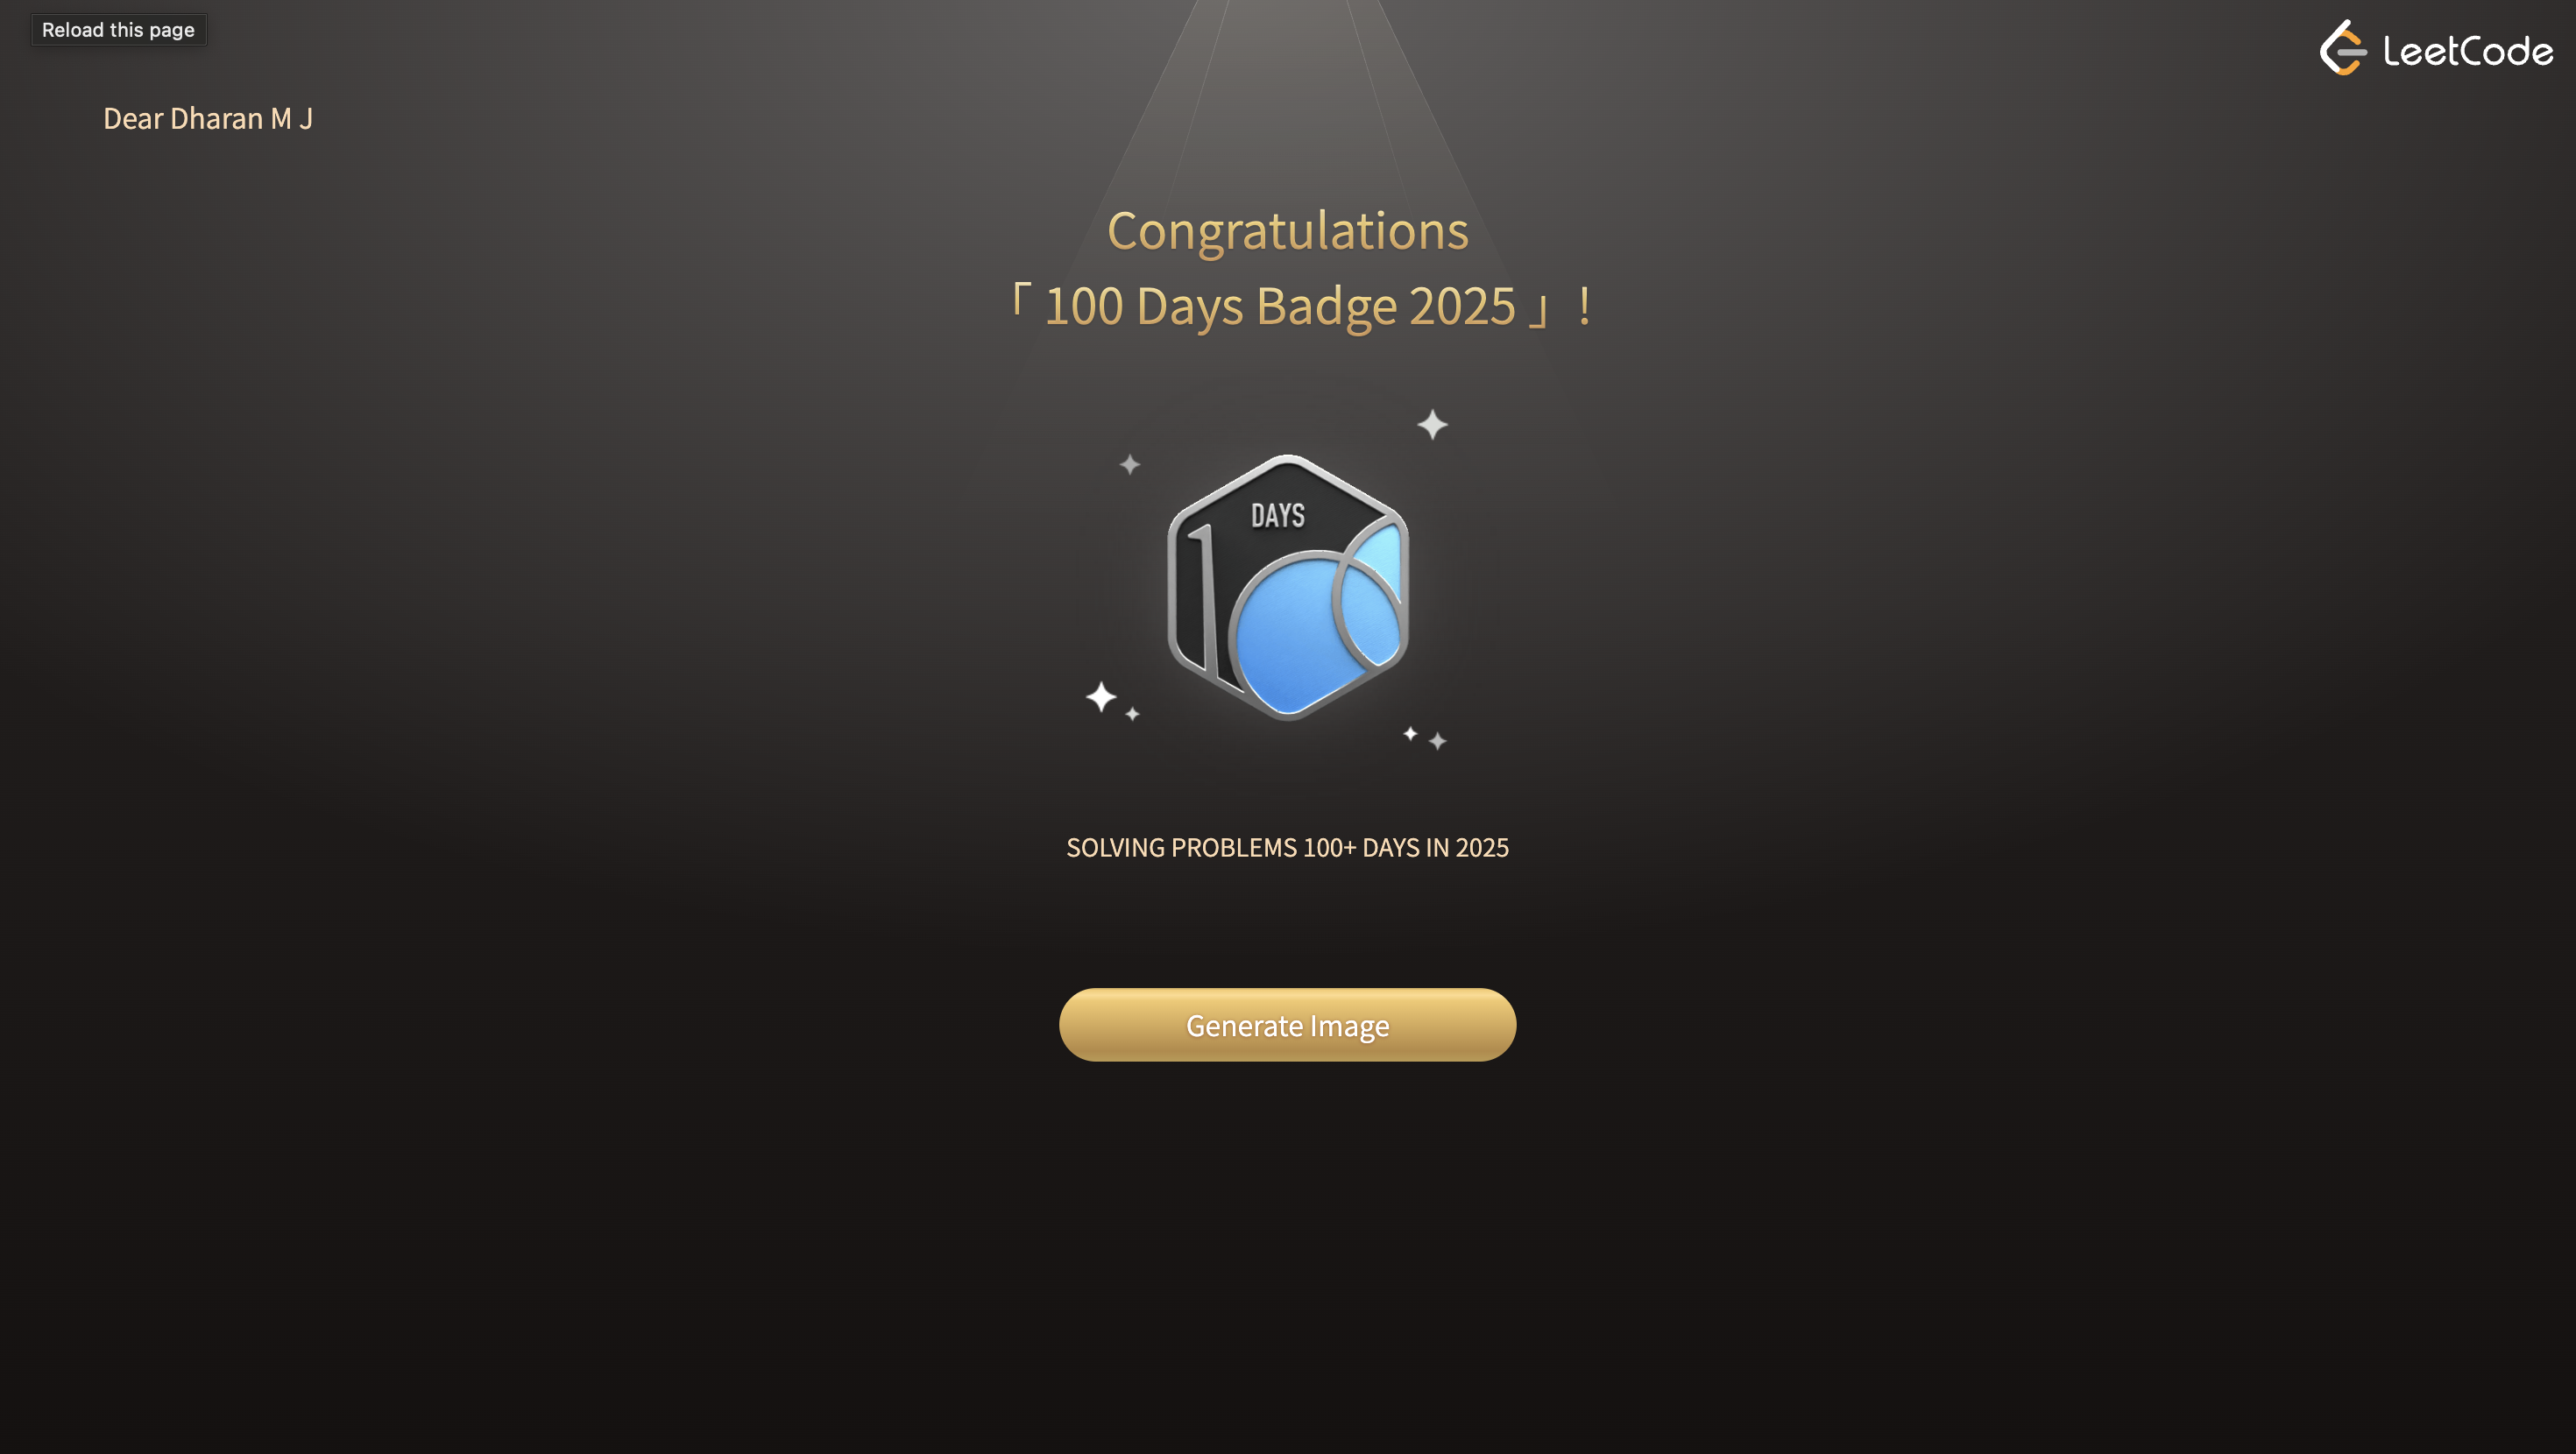 Reload this page
LeetCode
Dear Dharan M J
Congratulations
「 100 Days Badge 2025 」 !
DAYS
100
SOLVING PROBLEMS 100+ DAYS IN 2025
Generate Image